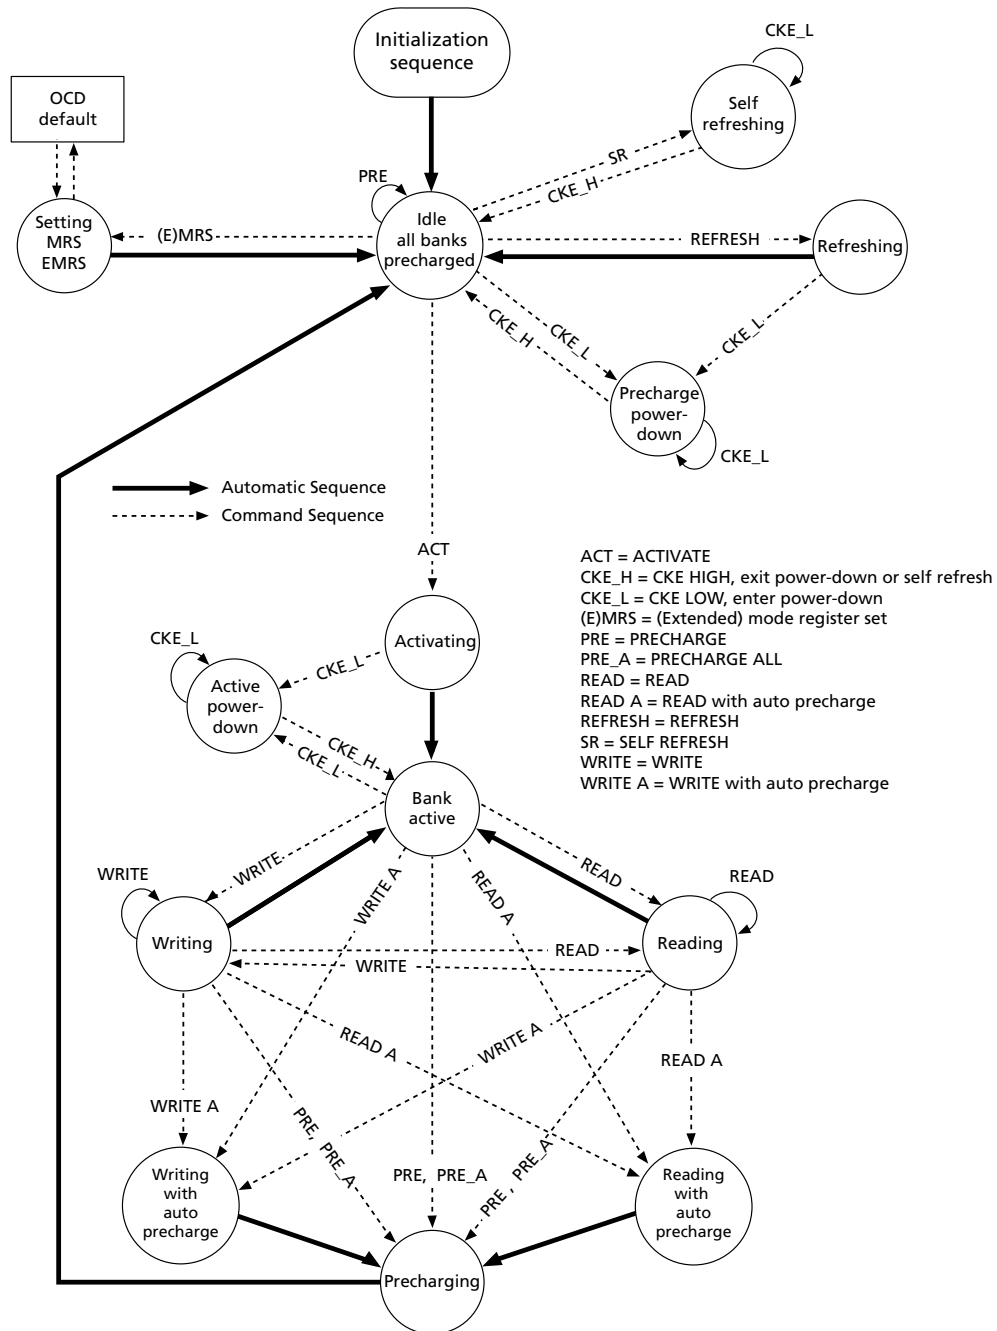 Initialization
sequence
CKE_L
OCD
default
Self
refreshing
SR
CKE_H
PRE
Setting
MRS
EMRS
(E)MRS
Idle
all banks
precharged
REFRESH
Refreshing
CKE_H
CKE_L
CKE_L
Precharge
power-
down
CKE_L
Automatic Sequence
Command Sequence
ACT
ACT = ACTIVATE
CKE_H = CKE HIGH, exit power-down or self refresh
CKE_L = CKE LOW, enter power-down
(E)MRS = (Extended) mode register set
PRE = PRECHARGE
PRE_A = PRECHARGE ALL
READ = READ
READ A = READ with auto precharge
REFRESH = REFRESH
SR = SELF REFRESH
WRITE = WRITE
WRITE A = WRITE with auto precharge
Activating
CKE_L
CKE_L
Active
power-
down
CKE_H
CKE_L
Bank
active
WRITE
WRITE
WRITE A
READ A
READ
READ
Writing
READ
WRITE
Reading
READ A
WRITE A
READ A
WRITE A
PRE, PRE_A
PRE, PRE_A
PRE, PRE_A
Writing
with
auto
precharge
Reading
with
auto
precharge
Precharging